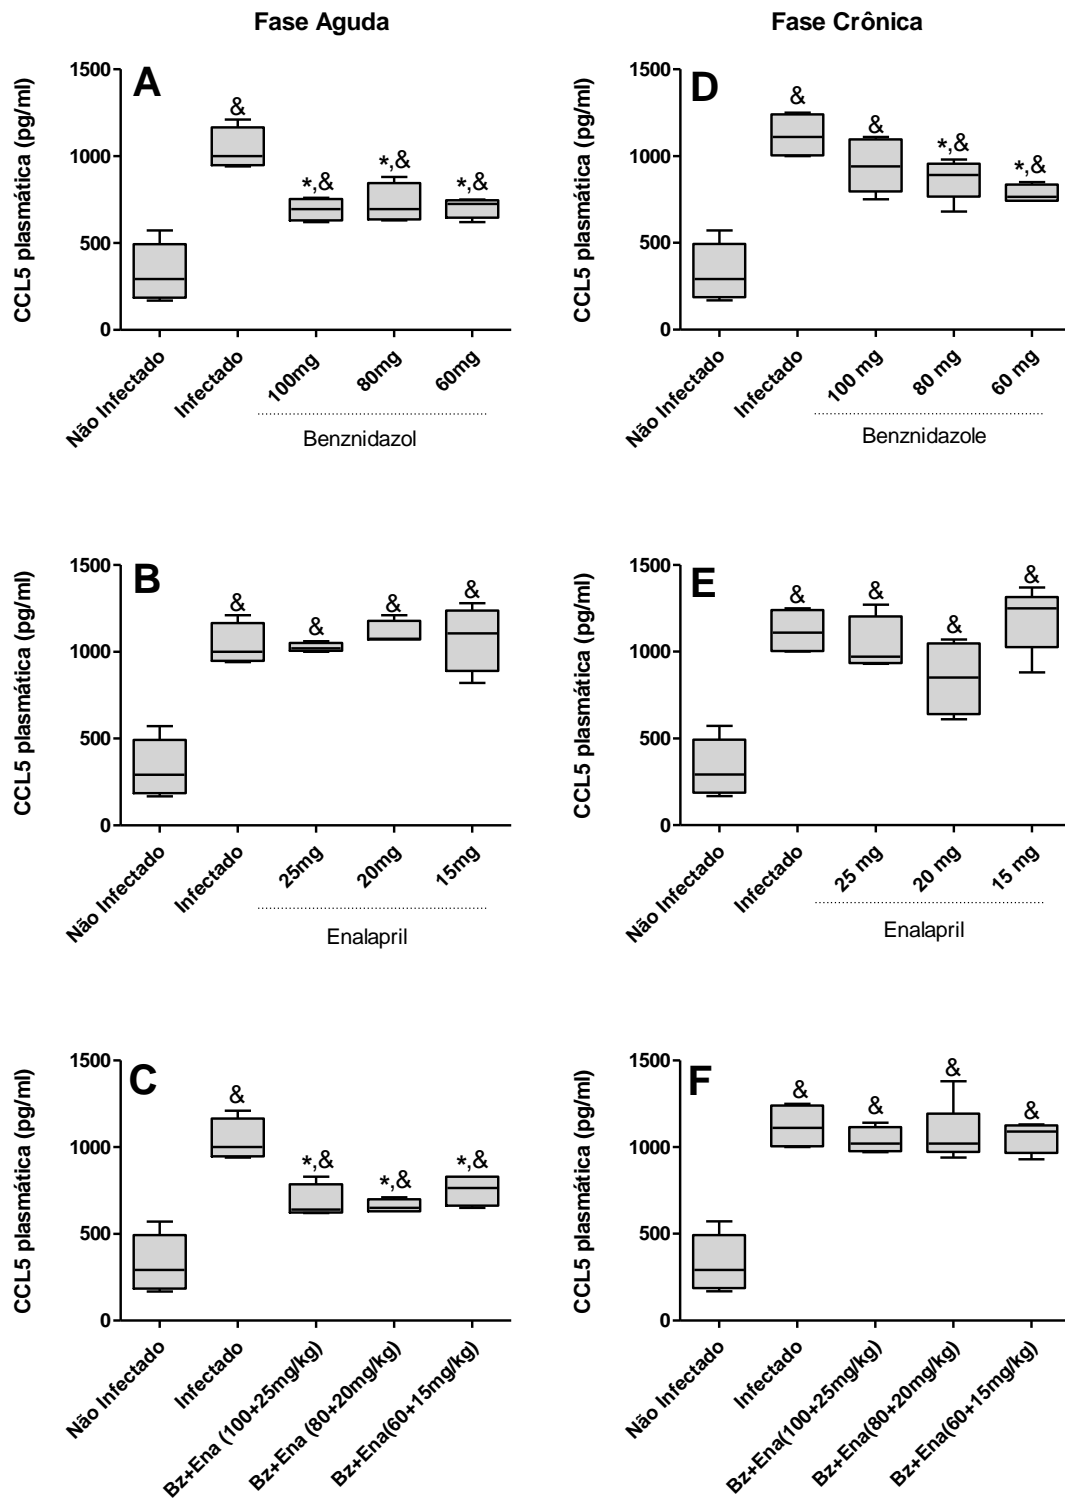 Fase Aguda
Fase Crônica
A
CCL5 plasmática (pg/ml)
1500
1000
500
0
&
*,&
*,&
*,&
Não Infectado
Infectado
100mg
80mg
60mg
Benznidazol
D
CCL5 plasmática (pg/ml)
1500
1000
500
0
&
&
*,&
*,&
Não Infectado
Infectado
100 mg
80 mg
60 mg
Benznidazole
B
CCL5 plasmática (pg/ml)
1500
1000
500
0
&
&
&
&
Não Infectado
Infectado
25mg
20mg
15mg
Enalapril
E
CCL5 plasmática (pg/ml)
1500
1000
500
0
&
&
&
&
Não Infectado
Infectado
25 mg
20 mg
15 mg
Enalapril
C
CCL5 plasmática (pg/ml)
1500
1000
500
0
&
*,&
*,&
*,&
Não Infectado
Infectado
Bz+Ena (100+25mg/kg)
Bz+Ena (80+20mg/kg)
Bz+Ena(60+15mg/kg)
F
CCL5 plasmática (pg/ml)
1500
1000
500
0
&
&
&
&
Não Infectado
Infectado
Bz+Ena(100+25mg/kg)
Bz+Ena(80+20mg/kg)
Bz+Ena(60+15mg/kg)